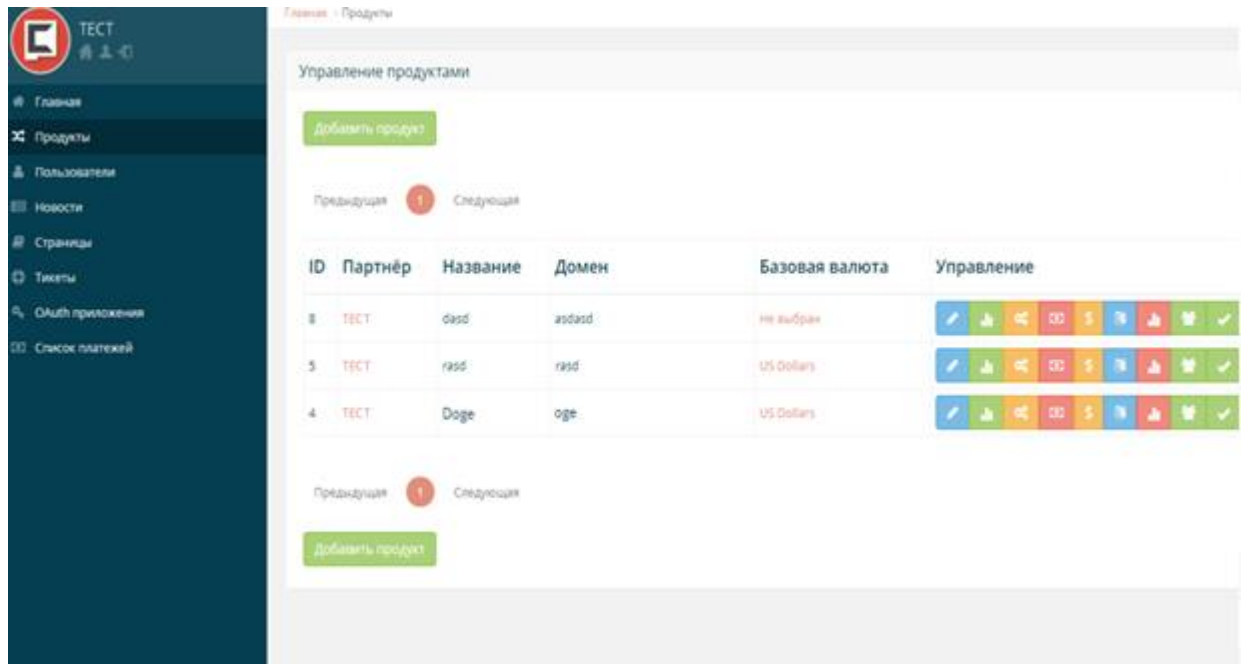 ТЕСТ
Главная
Продукты
Пользователи
Новости
Страницы
Тикеты
OAuth приложения
Список платежей
Главная > Продукты
Управление продуктами
Добавить продукт
Предыдущая 1 Следующая
ID Партнёр Название Домен Базовая валюта Управление
8 ТЕСТ dasd asdasd Не выбран
5 ТЕСТ rasd rasd US Dollars
4 ТЕСТ Doge oge US Dollars
Предыдущая 1 Следующая
Добавить продукт